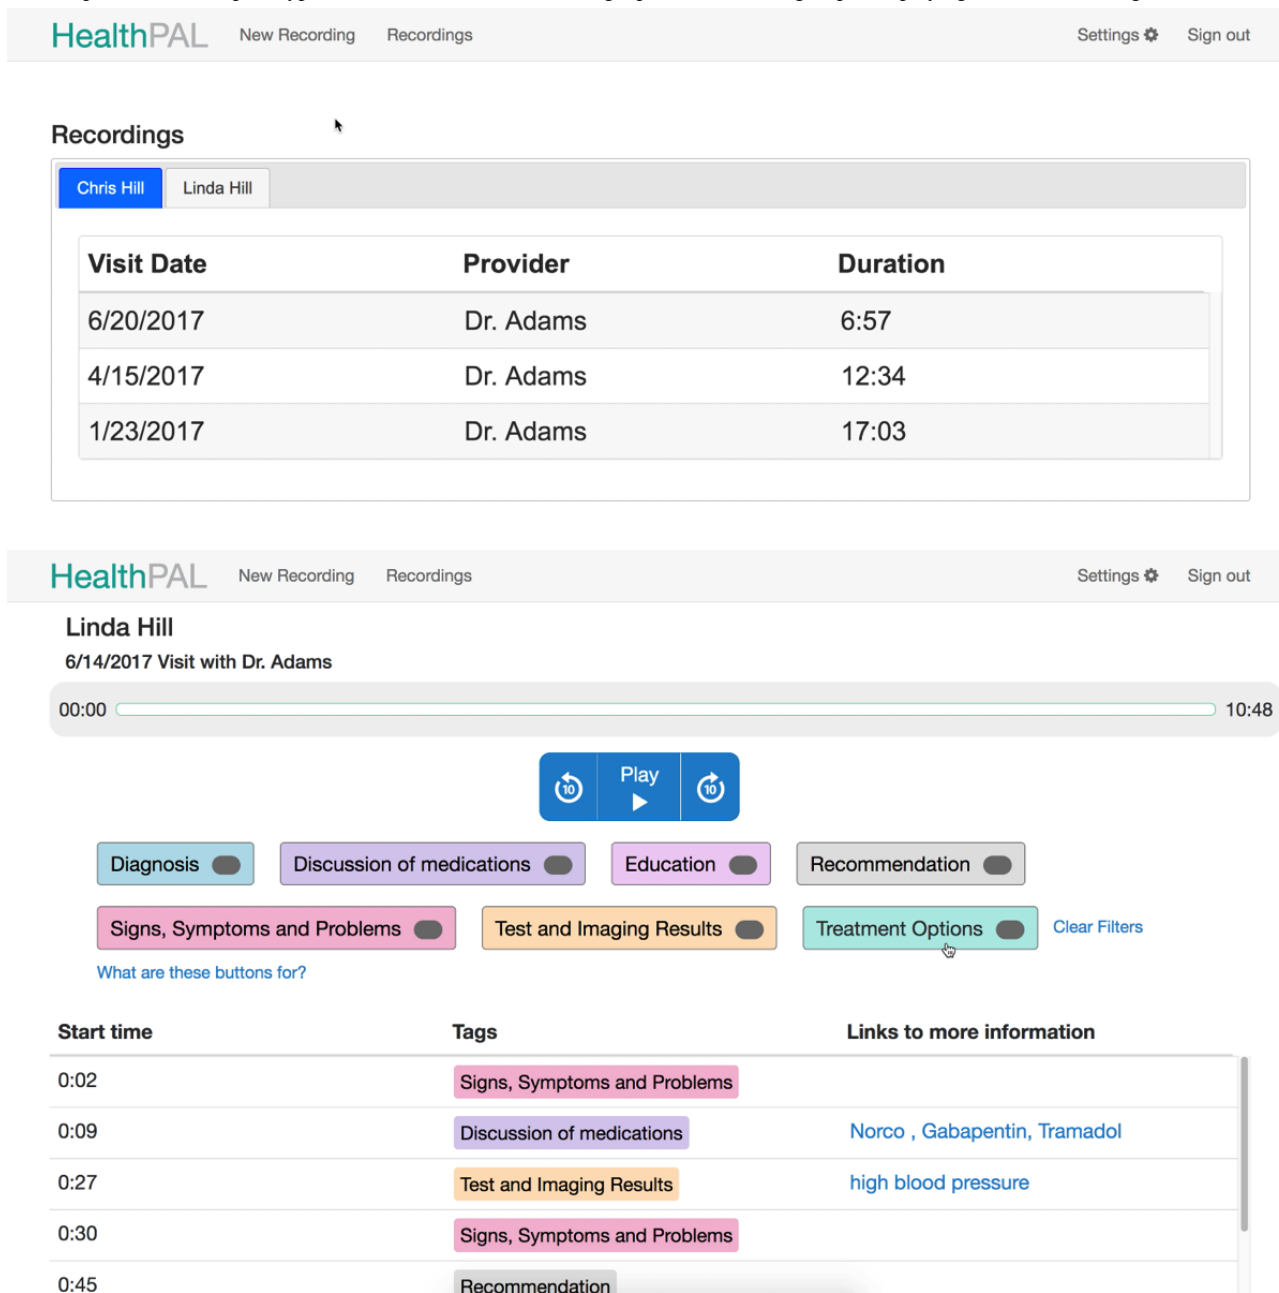 HealthPAL New Recording Recordings Settings Sign out
Recordings
Chris Hill Linda Hill
Visit Date Provider Duration
6/20/2017 Dr. Adams 6:57
4/15/2017 Dr. Adams 12:34
1/23/2017 Dr. Adams 17:03
HealthPAL New Recording Recordings Settings Sign out
Linda Hill
6/14/2017 Visit with Dr. Adams
00:00 10:48
10 Play 10
Diagnosis Discussion of medications Education Recommendation
Signs, Symptoms and Problems Test and Imaging Results Treatment Options Clear Filters
What are these buttons for?
Start time Tags Links to more information
0:02 Signs, Symptoms and Problems
0:09 Discussion of medications Norco , Gabapentin, Tramadol
0:27 Test and Imaging Results high blood pressure
0:30 Signs, Symptoms and Problems
0:45 Recommendation